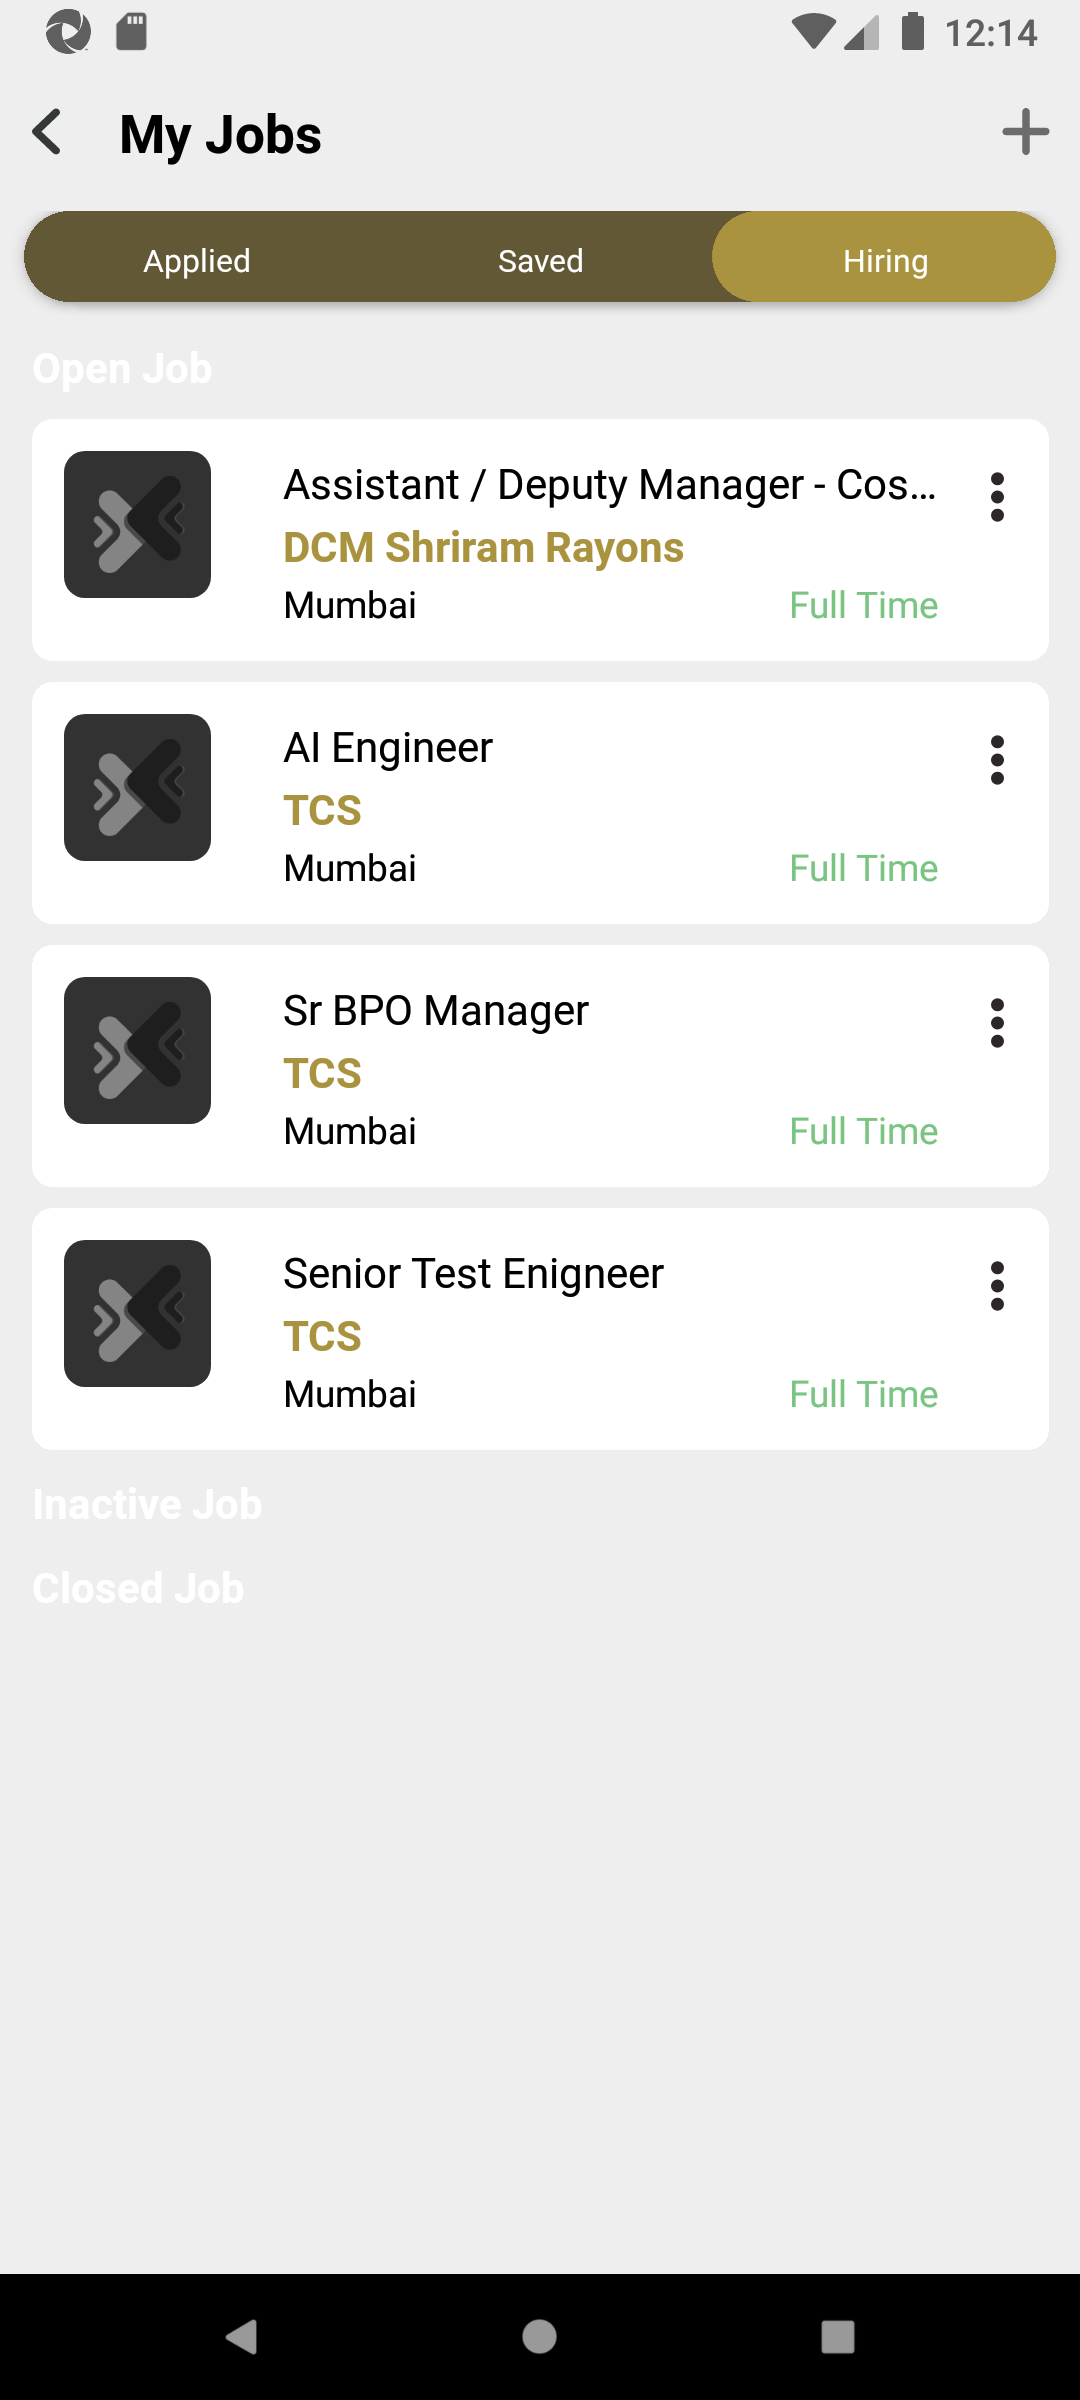 12:14
My Jobs
Applied Saved Hiring
Open Job
Assistant / Deputy Manager - Cos...
DCM Shriram Rayons
Mumbai Full Time
AI Engineer
TCS
Mumbai Full Time
Sr BPO Manager
TCS
Mumbai Full Time
Senior Test Enigneer
TCS
Mumbai Full Time
Inactive Job
Closed Job